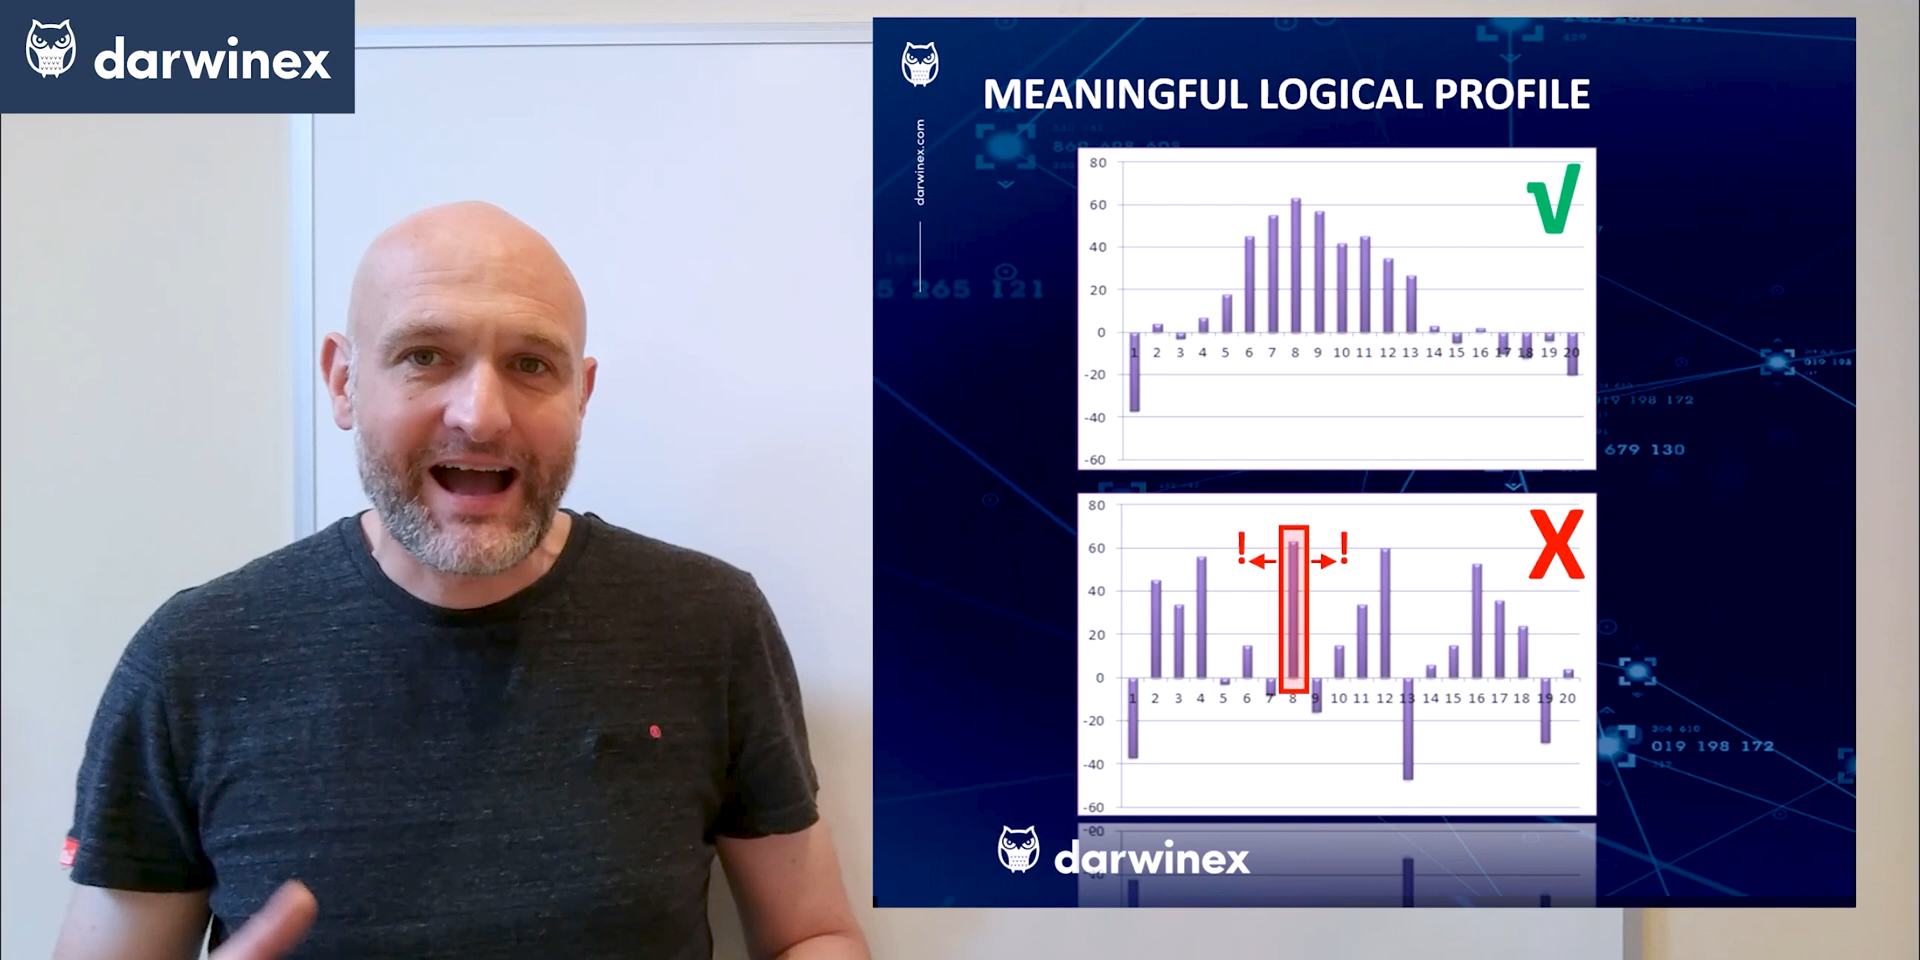 darwinex
MEANINGFUL LOGICAL PROFILE
darwinex.com
80
60
40
20
0
-20
-40
-60
1 2 3 4 5 6 7 8 9 10 11 12 13 14 15 16 17 18 19 20
√
80
60
40
20
0
-20
-40
-60
1 2 3 4 5 6 7 8 9 10 11 12 13 14 15 16 17 18 19 20
! !
X
5 265 121
679 130
019 198 172
019 198 172
darwinex